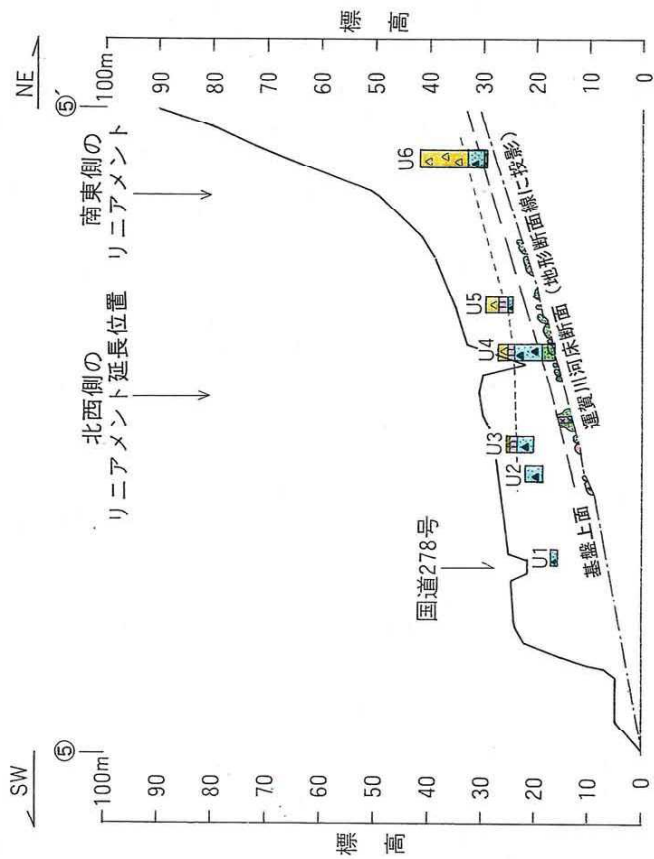 SW
NE
⑤
⑤´
標高
100m
90
80
70
60
50
40
30
20
10
0
国道278号
北西側の
リニアメント延長位置
南東側の
リニアメント
U1
U2
U3
U4
U5
U6
基盤上面
運賀川河床断面（地形断面線に投影）
100m
90
80
70
60
50
40
30
20
10
0
標高